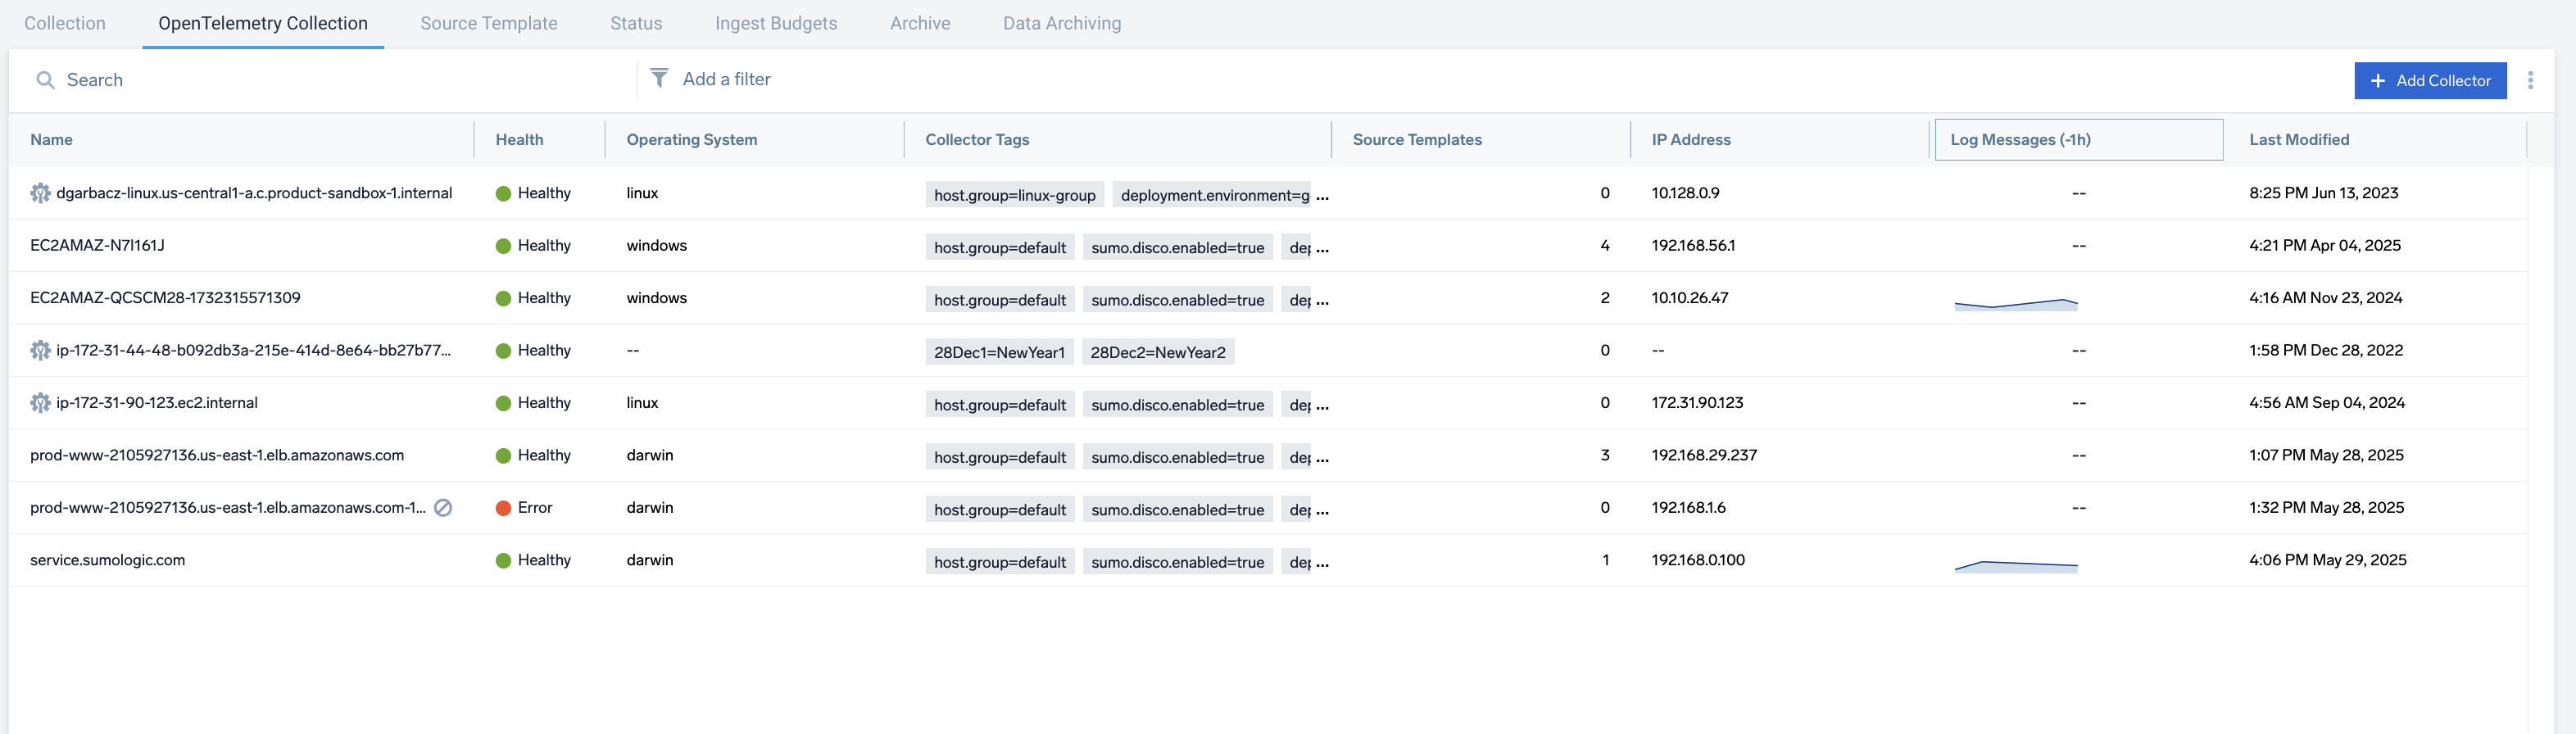 Collection OpenTelemetry Collection Source Template Status Ingest Budgets Archive Data Archiving
Search Add a filter + Add Collector
Name Health Operating System Collector Tags Source Templates IP Address Log Messages (-1h) Last Modified
dgarbacz-linux.us-central1-a.c.product-sandbox-1.internal Healthy linux host.group=linux-group deployment.environment=g ... 0 10.128.0.9 -- 8:25 PM Jun 13, 2023
EC2AMAZ-N7I161J Healthy windows host.group=default sumo.disco.enabled=true dep ... 4 192.168.56.1 -- 4:21 PM Apr 04, 2025
EC2AMAZ-QCSCM28-1732315571309 Healthy windows host.group=default sumo.disco.enabled=true dep ... 2 10.10.26.47 4:16 AM Nov 23, 2024
ip-172-31-44-48-b092db3a-215e-414d-8e64-bb27b77... Healthy -- 28Dec1=NewYear1 28Dec2=NewYear2 0 -- -- 1:58 PM Dec 28, 2022
ip-172-31-90-123.ec2.internal Healthy linux host.group=default sumo.disco.enabled=true dep ... 0 172.31.90.123 -- 4:56 AM Sep 04, 2024
prod-www-2105927136.us-east-1.elb.amazonaws.com Healthy darwin host.group=default sumo.disco.enabled=true dep ... 3 192.168.29.237 -- 1:07 PM May 28, 2025
prod-www-2105927136.us-east-1.elb.amazonaws.com-1... Error darwin host.group=default sumo.disco.enabled=true dep ... 0 192.168.1.6 -- 1:32 PM May 28, 2025
service.sumologic.com Healthy darwin host.group=default sumo.disco.enabled=true dep ... 1 192.168.0.100 4:06 PM May 29, 2025